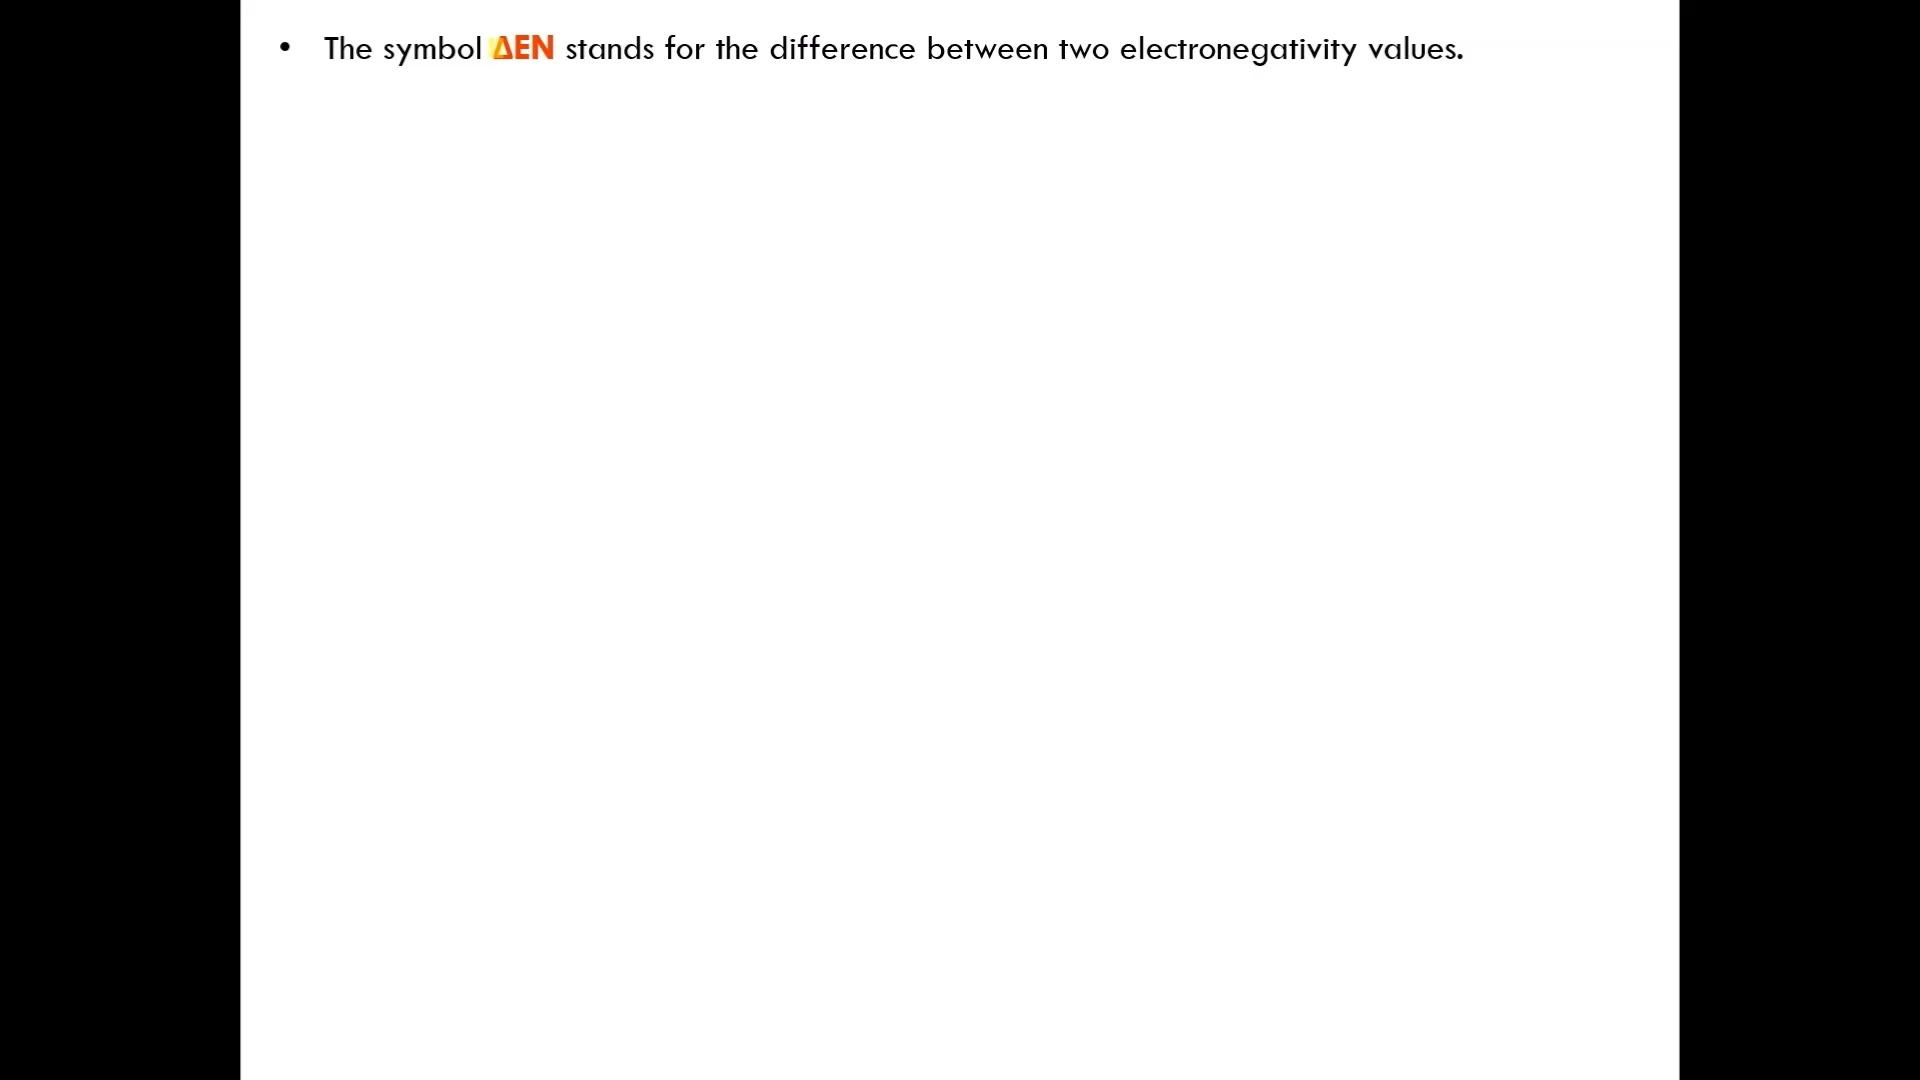 • The symbol ΔEN stands for the difference between two electronegativity values.